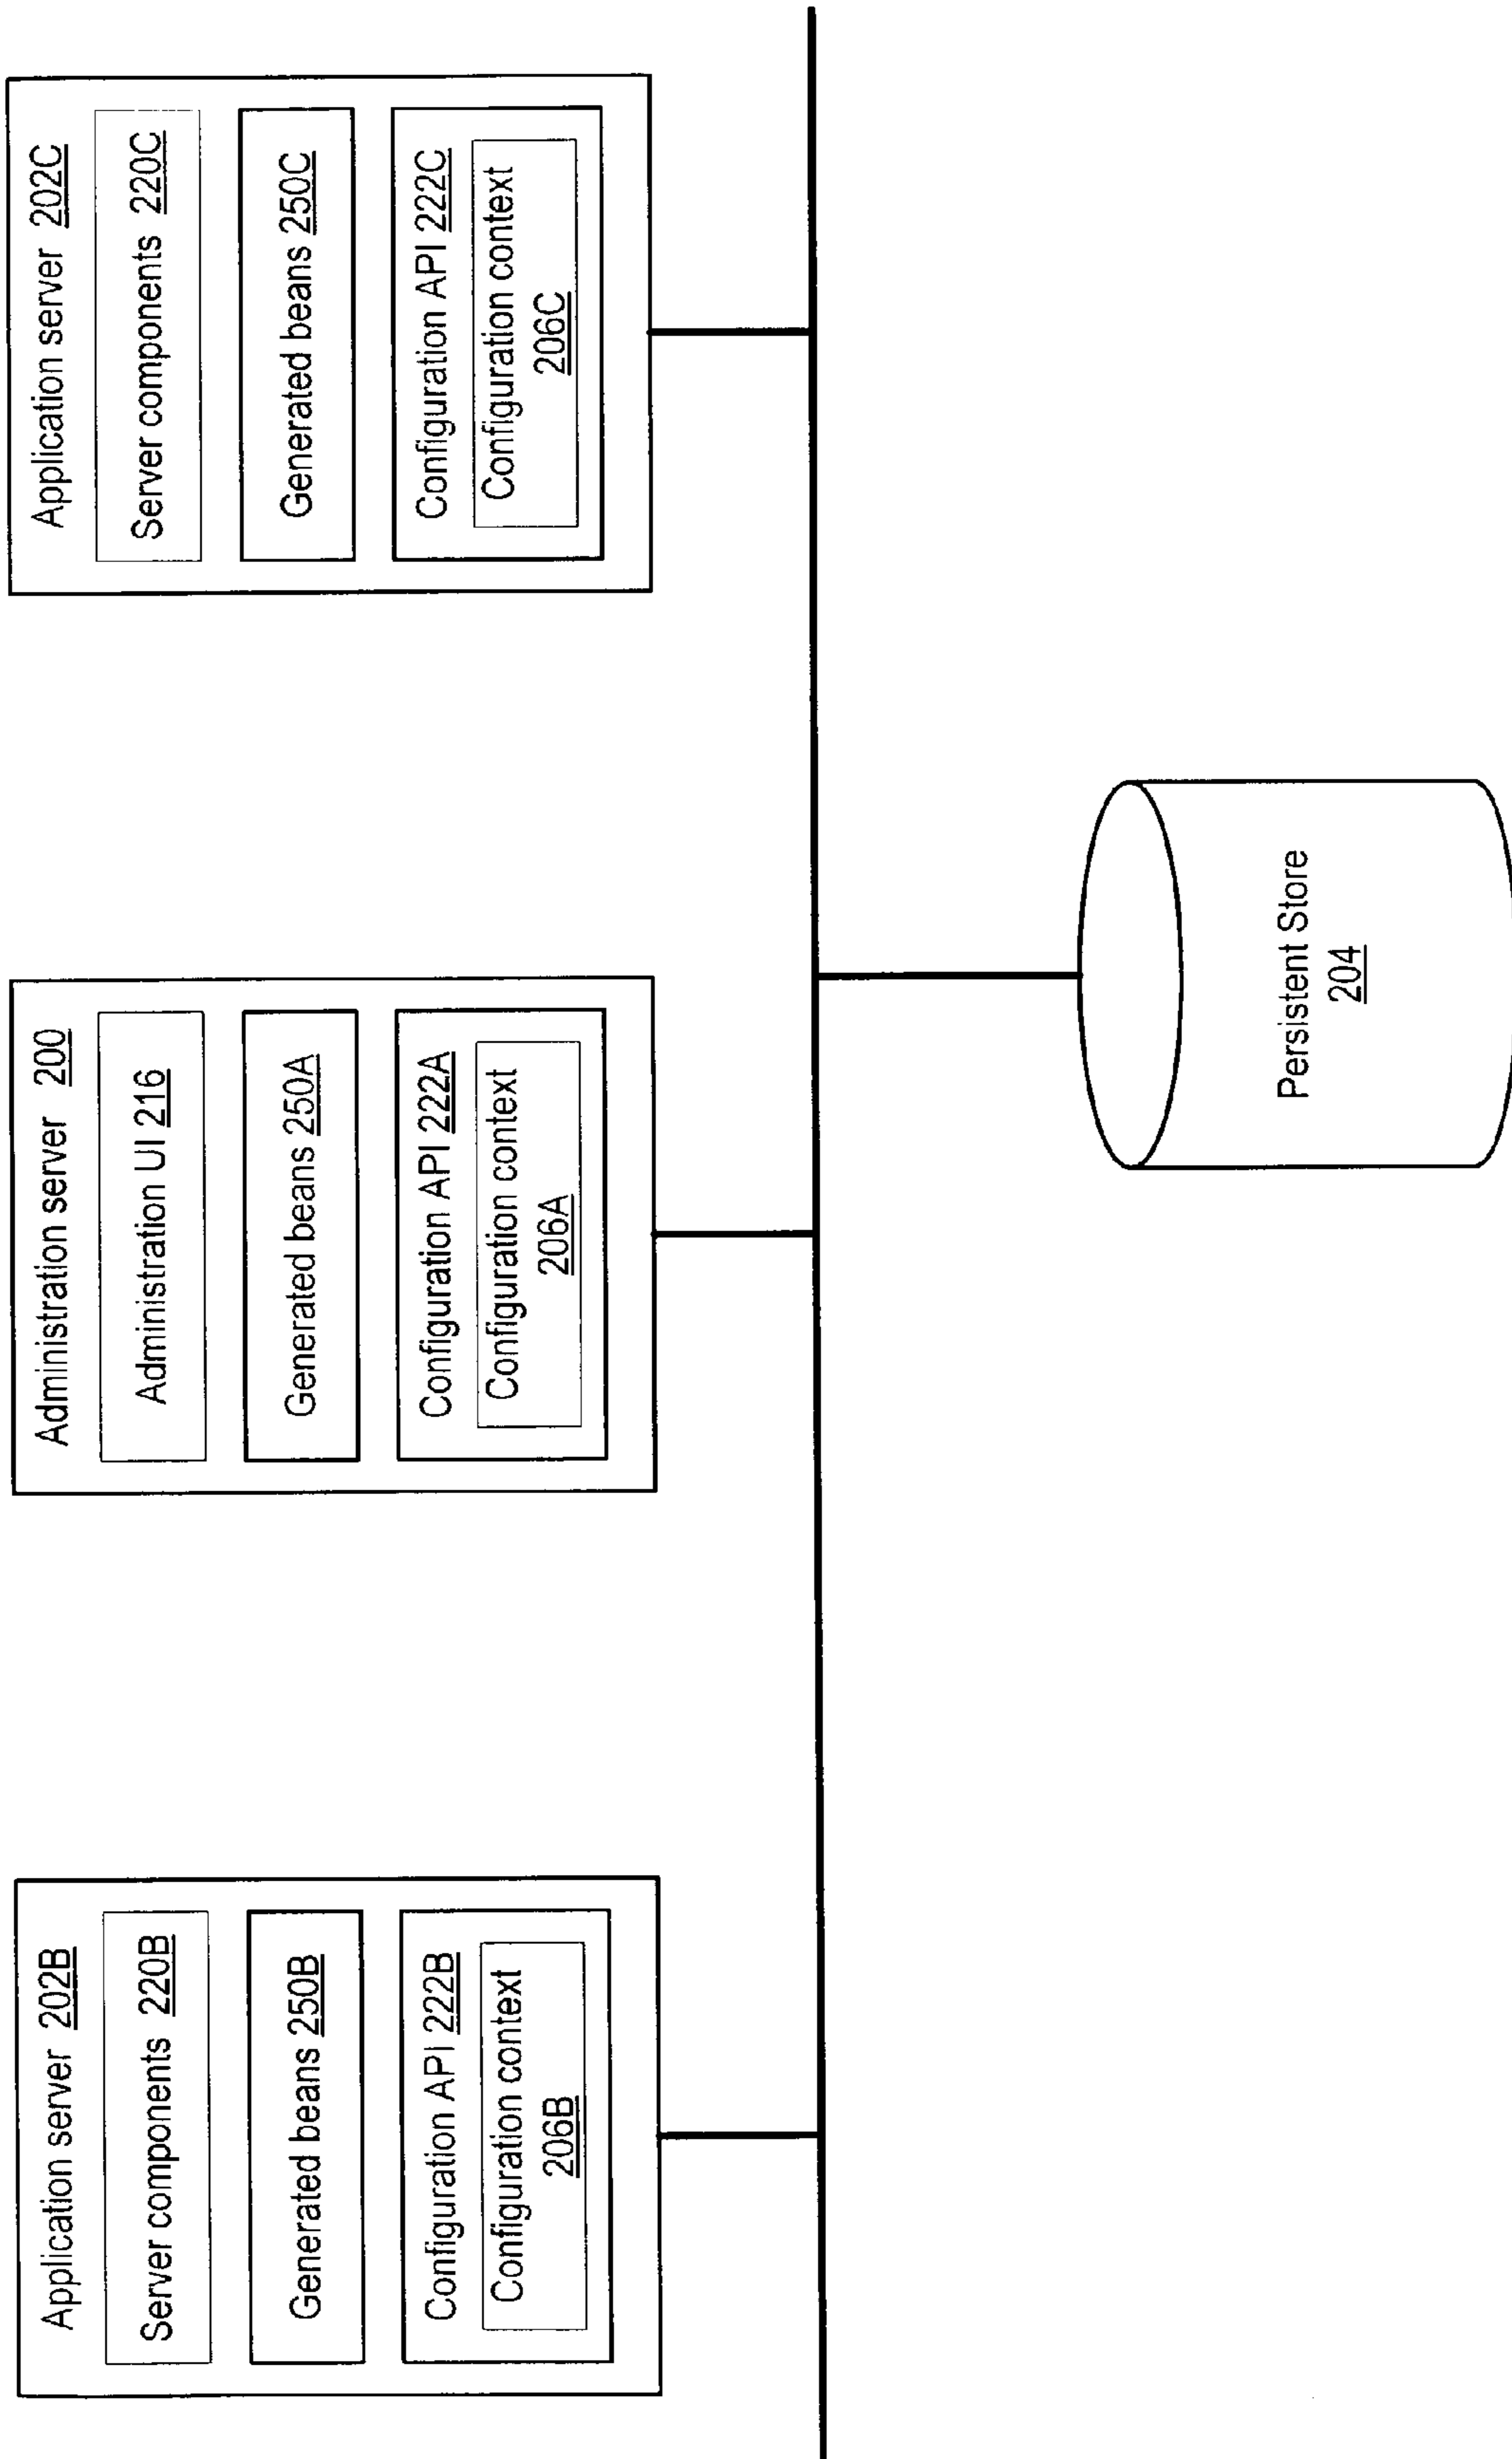 Application server 202B
Server components 220B
Generated beans 250B
Configuration API 222B
Configuration context
206B
Administration server 200
Administration UI 216
Generated beans 250A
Configuration API 222A
Configuration context
206A
Application server 202C
Server components 220C
Generated beans 250C
Configuration API 222C
Configuration context
206C
Persistent Store
204